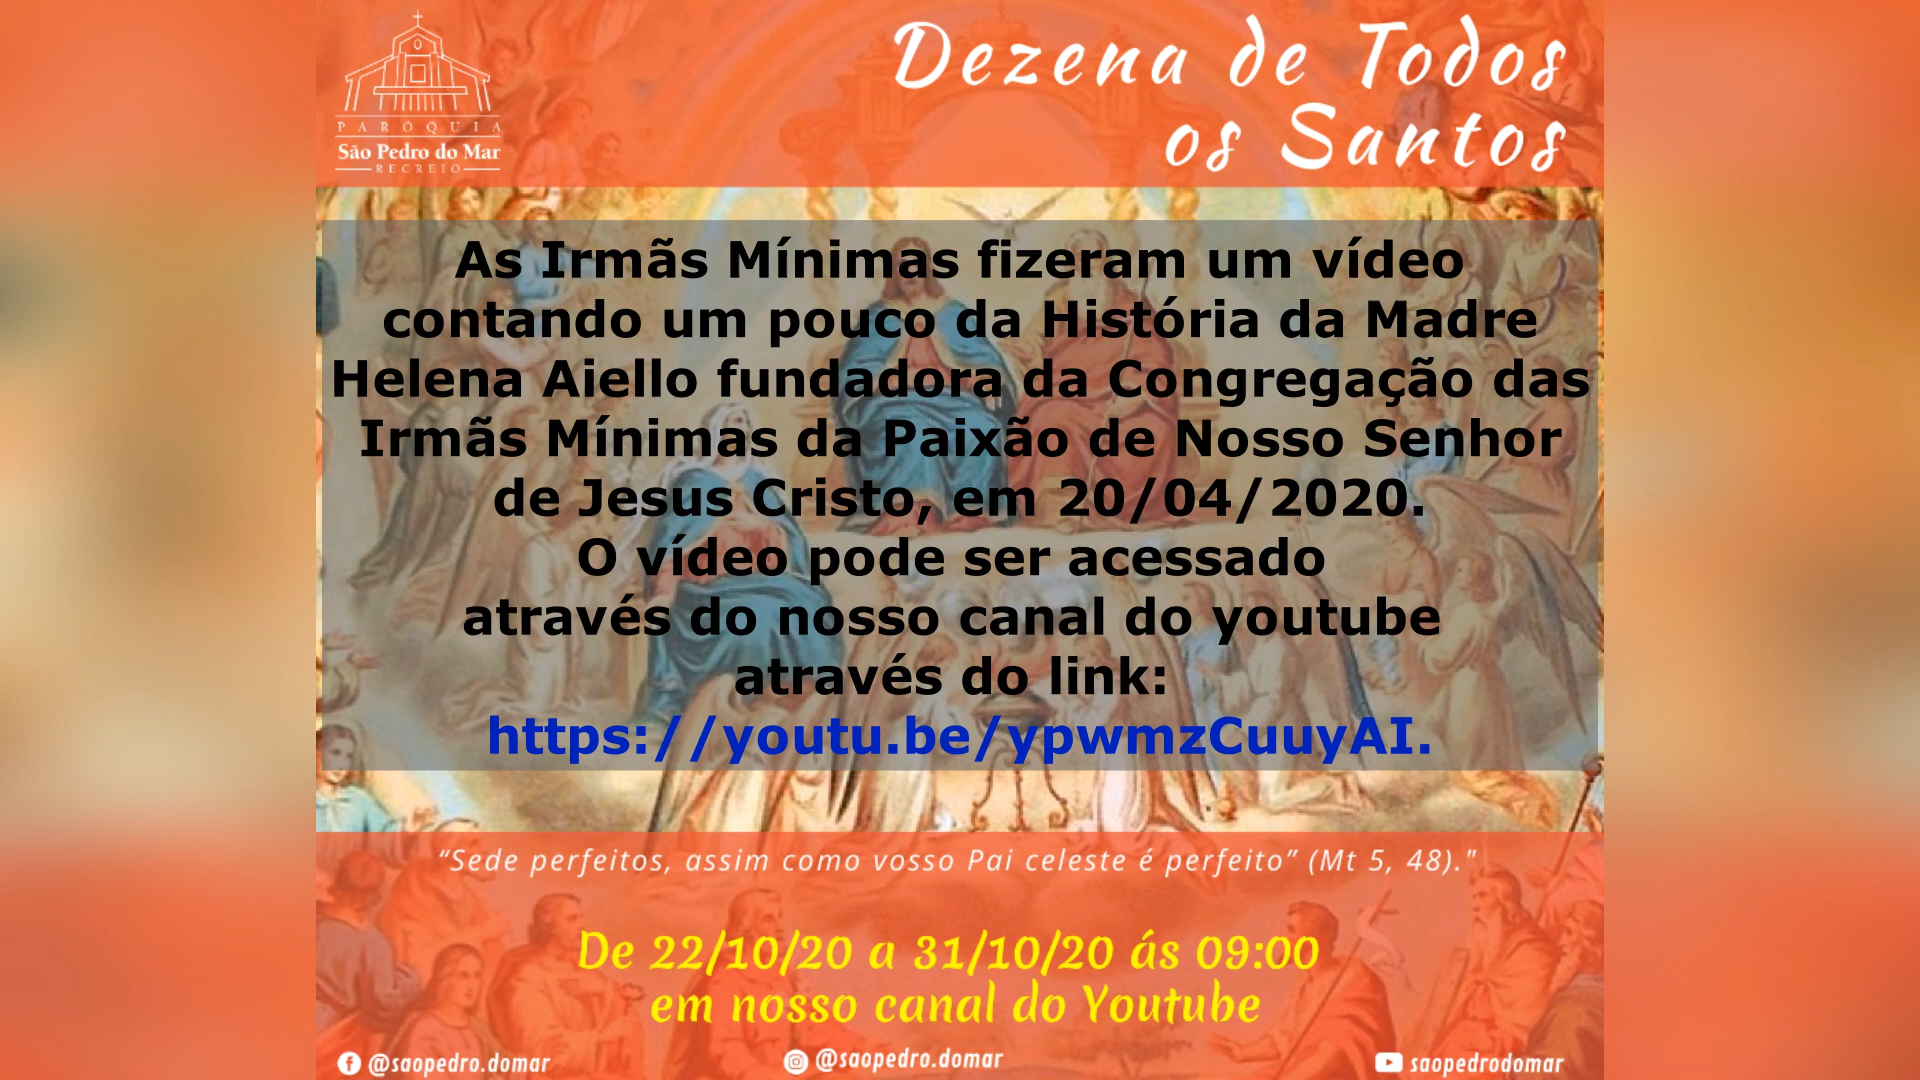 PARÓQUIA
São Pedro do Mar
RECREIO
Dezena de Todos
os Santos
As Irmãs Mínimas fizeram um vídeo
contando um pouco da História da Madre
Helena Aiello fundadora da Congregação das
Irmãs Mínimas da Paixão de Nosso Senhor
de Jesus Cristo, em 20/04/2020.
O vídeo pode ser acessado
através do nosso canal do youtube
através do link:
https://youtu.be/ypwmzCuuyAI.
“Sede perfeitos, assim como vosso Pai celeste é perfeito” (Mt 5, 48)."
De 22/10/20 a 31/10/20 ás 09:00
em nosso canal do Youtube
@saopedro.domar
@saopedro.domar
saopedrodomar